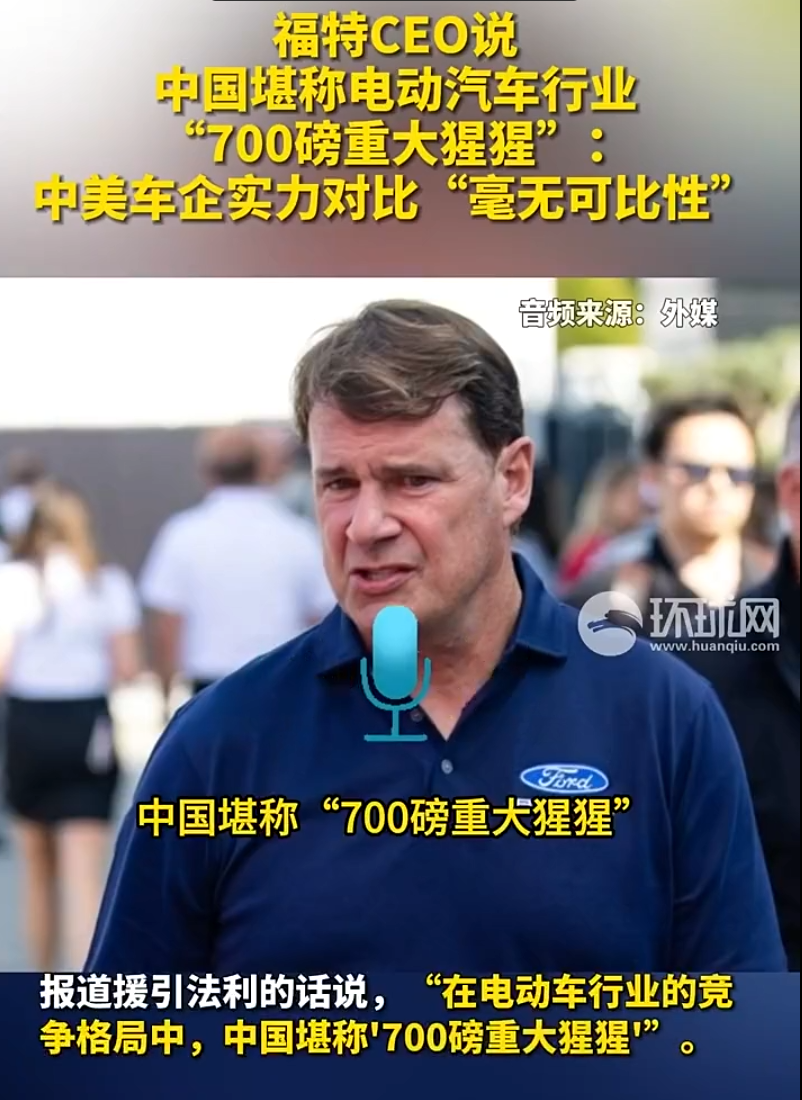 福特CEO说
中国堪称电动汽车行业
“700磅重大猩猩”：
中美车企实力对比“毫无可比性”
音频来源：外媒
环球网
www.huanqiu.com
Ford
中国堪称“700磅重大猩猩”
报道援引法利的话说，“在电动车行业的竞
争格局中，中国堪称'700磅重大猩猩'”。